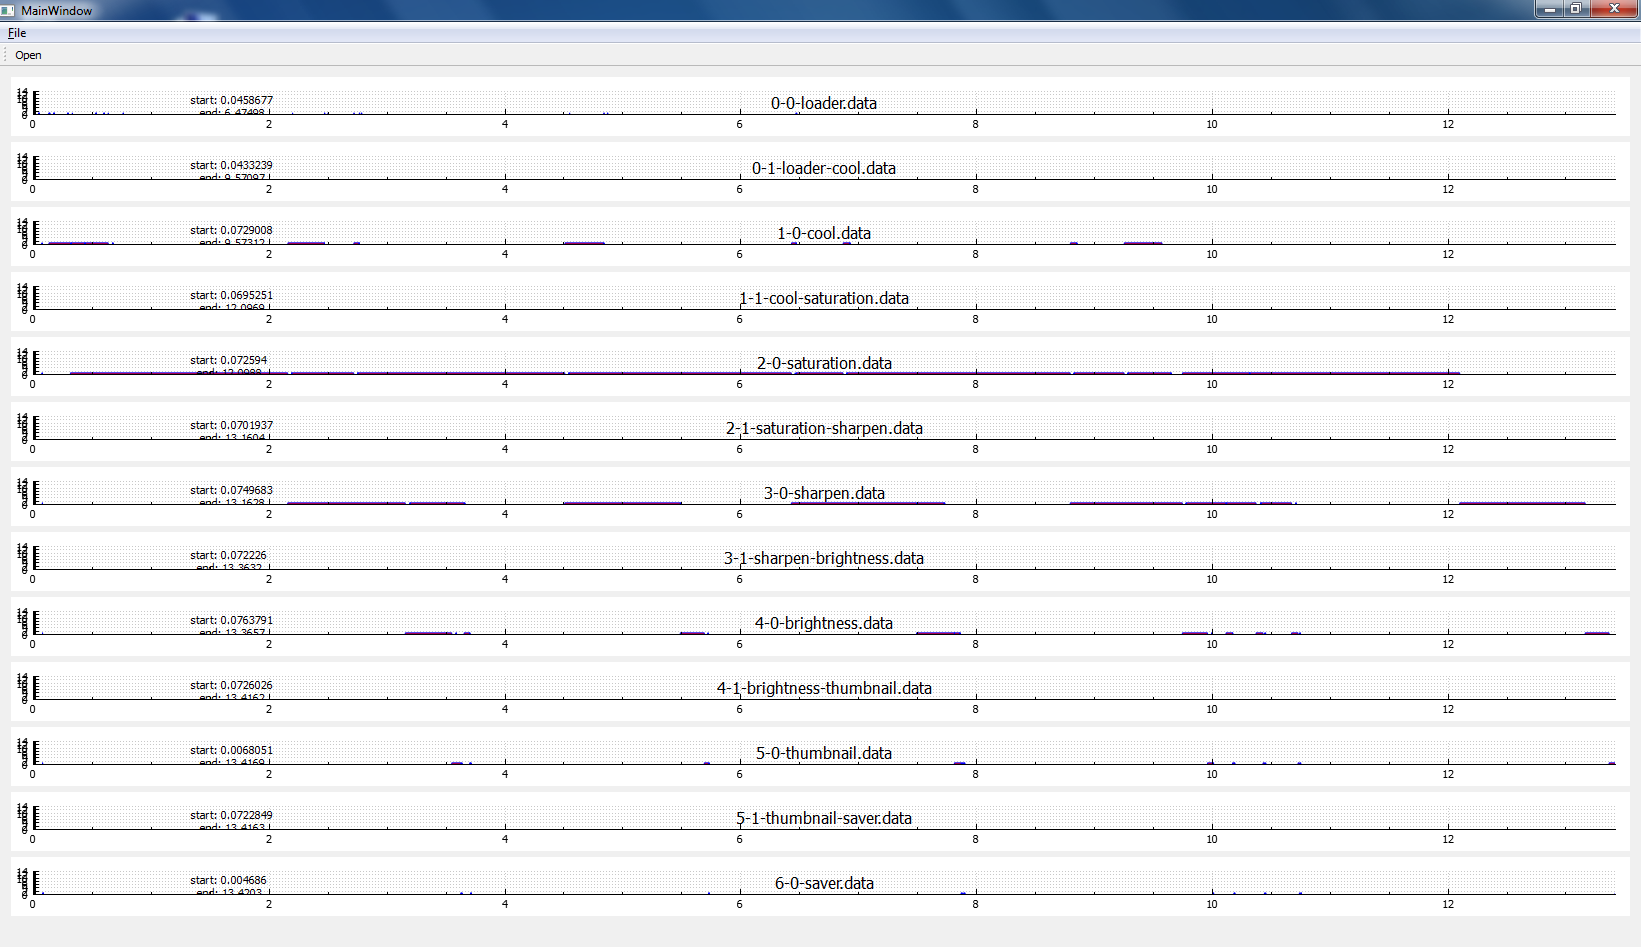 MainWindow
File
Open
start: 0.0458677
end: 6.47498
0-0-loader.data
0 2 4 6 8 10 12
start: 0.0433239
end: 9.57097
0-1-loader-cool.data
0 2 4 6 8 10 12
start: 0.0729008
end: 9.57312
1-0-cool.data
0 2 4 6 8 10 12
start: 0.0695251
end: 12.0969
1-1-cool-saturation.data
0 2 4 6 8 10 12
start: 0.072594
end: 12.0988
2-0-saturation.data
0 2 4 6 8 10 12
start: 0.0701937
end: 13.1604
2-1-saturation-sharpen.data
0 2 4 6 8 10 12
start: 0.0749683
end: 13.1628
3-0-sharpen.data
0 2 4 6 8 10 12
start: 0.072226
end: 13.3632
3-1-sharpen-brightness.data
0 2 4 6 8 10 12
start: 0.0763791
end: 13.3657
4-0-brightness.data
0 2 4 6 8 10 12
start: 0.0726026
end: 13.4162
4-1-brightness-thumbnail.data
0 2 4 6 8 10 12
start: 0.0068051
end: 13.4169
5-0-thumbnail.data
0 2 4 6 8 10 12
start: 0.0722849
end: 13.4163
5-1-thumbnail-saver.data
0 2 4 6 8 10 12
start: 0.004686
end: 13.4203
6-0-saver.data
0 2 4 6 8 10 12